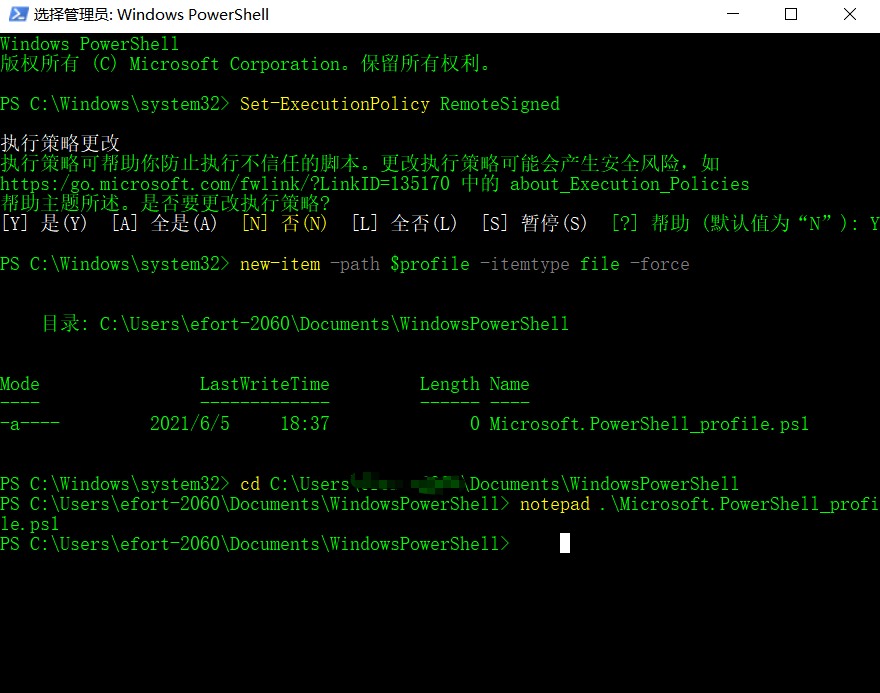 选择管理员: Windows PowerShell
Windows PowerShell
版权所有 (C) Microsoft Corporation。保留所有权利。
PS C:\Windows\system32> Set-ExecutionPolicy RemoteSigned
执行策略更改
执行策略可帮助你防止执行不信任的脚本。更改执行策略可能会产生安全风险，如
https:/go.microsoft.com/fwlink/?LinkID=135170 中的 about_Execution_Policies
帮助主题所述。是否要更改执行策略?
[Y] 是(Y)  [A] 全是(A)  [N] 否(N)  [L] 全否(L)  [S] 暂停(S)  [?] 帮助 (默认值为“N”): Y
PS C:\Windows\system32> new-item -path $profile -itemtype file -force
目录: C:\Users\efort-2060\Documents\WindowsPowerShell
Mode                LastWriteTime         Length Name
----                -------------         ------ ----
-a----         2021/6/5     18:37              0 Microsoft.PowerShell_profile.ps1
PS C:\Windows\system32> cd C:\Users\ \Documents\WindowsPowerShell
PS C:\Users\efort-2060\Documents\WindowsPowerShell> notepad .\Microsoft.PowerShell_profi
le.ps1
PS C:\Users\efort-2060\Documents\WindowsPowerShell>